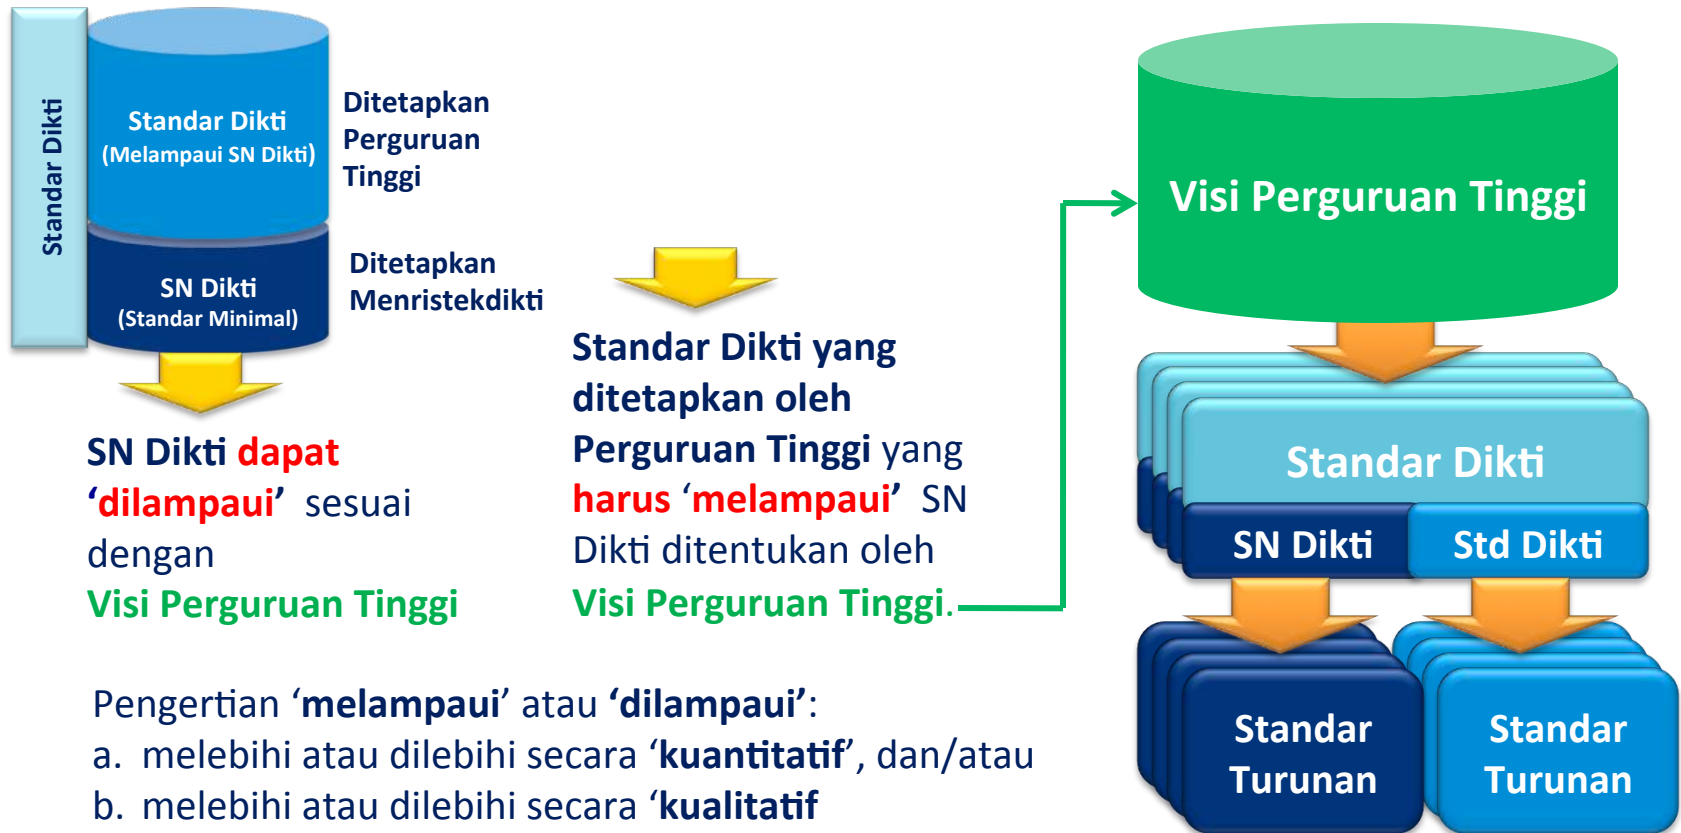 Standar Dikti
Standar Dikti
(Melampaui SN Dikti)
Ditetapkan
Perguruan
Tinggi
SN Dikti
(Standar Minimal)
Ditetapkan
Menristekdikti
SN Dikti dapat
‘dilampaui’ sesuai
dengan
Visi Perguruan Tinggi
Standar Dikti yang
ditetapkan oleh
Perguruan Tinggi yang
harus ‘melampaui’ SN
Dikti ditentukan oleh
Visi Perguruan Tinggi.
Pengertian ‘melampaui’ atau ‘dilampaui’:
a. melebihi atau dilebihi secara ‘kuantitatif’, dan/atau
b. melebihi atau dilebihi secara ‘kualitatif
Visi Perguruan Tinggi
Standar Dikti
SN Dikti
Std Dikti
Standar
Turunan
Standar
Turunan